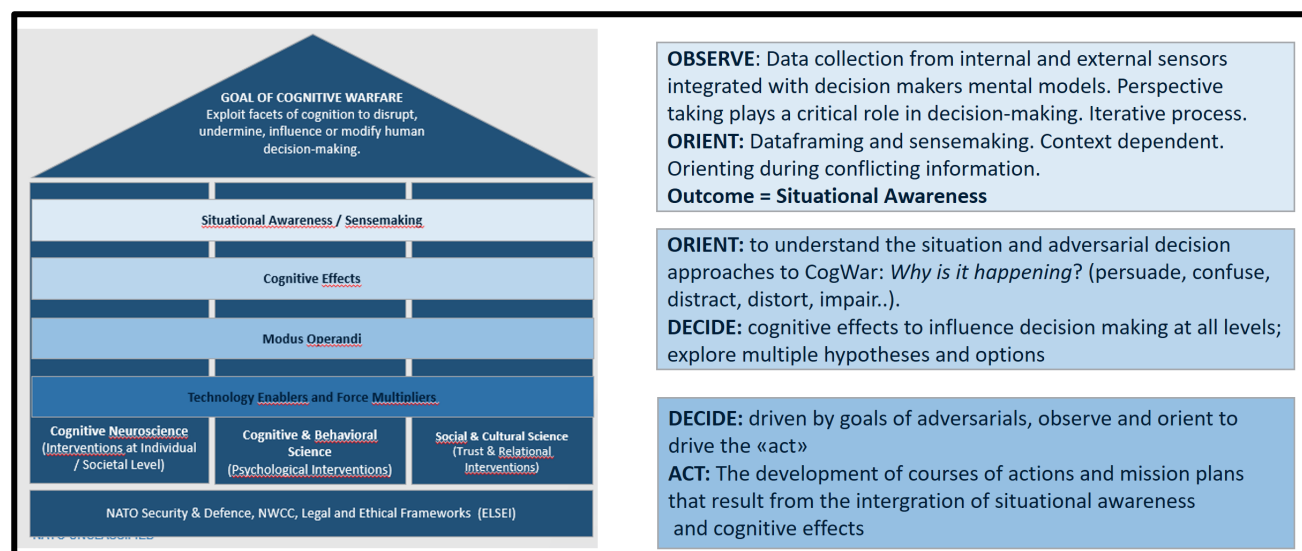 GOAL OF COGNITIVE WARFARE
Exploit facets of cognition to disrupt,
undermine, influence or modify human
decision-making.
Situational Awareness / Sensemaking
Cognitive Effects
Modus Operandi
Technology Enablers and Force Multipliers
Cognitive Neuroscience
(Interventions at Individual
/ Societal Level)
Cognitive & Behavioral
Science
(Psychological Interventions)
Social & Cultural Science
(Trust & Relational
Interventions)
NATO Security & Defence, NWCC, Legal and Ethical Frameworks (ELSEI)
NATO UNCLASSIFIED
OBSERVE: Data collection from internal and external sensors
integrated with decision makers mental models. Perspective
taking plays a critical role in decision-making. Iterative process.
ORIENT: Dataframing and sensemaking. Context dependent.
Orienting during conflicting information.
Outcome = Situational Awareness
ORIENT: to understand the situation and adversarial decision
approaches to CogWar: Why is it happening? (persuade, confuse,
distract, distort, impair..).
DECIDE: cognitive effects to influence decision making at all levels;
explore multiple hypotheses and options
DECIDE: driven by goals of adversarials, observe and orient to
drive the «act»
ACT: The development of courses of actions and mission plans
that result from the intergration of situational awareness
and cognitive effects